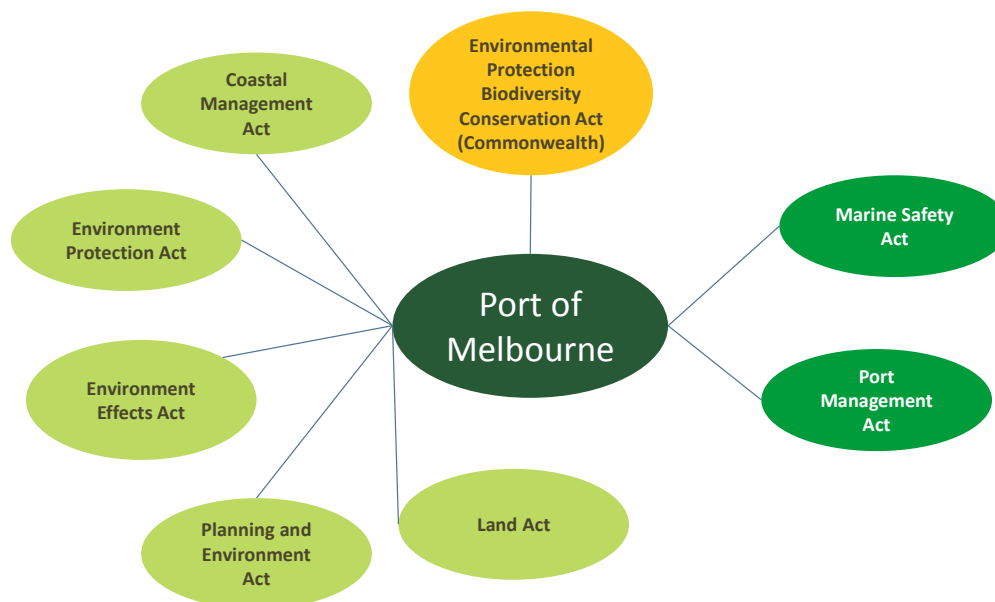 Environmental
Protection
Biodiversity
Conservation Act
(Commonwealth)
Coastal
Management
Act
Marine Safety
Act
Environment
Protection Act
Port of
Melbourne
Environment
Effects Act
Port
Management
Act
Planning and
Environment
Act
Land Act